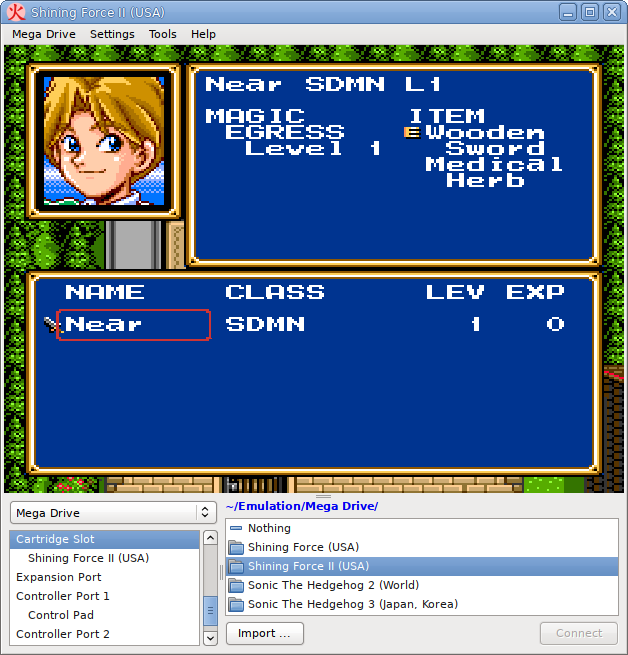 火 Shining Force II (USA)
Mega Drive Settings Tools Help
Near SDMN L1
MAGIC ITEM
EGRESS Wooden
Level 1 Sword
Medical
Herb
NAME CLASS LEV EXP
Near SDMN 1 0
Mega Drive
Cartridge Slot
Shining Force II (USA)
Expansion Port
Controller Port 1
Control Pad
Controller Port 2
~/Emulation/Mega Drive/
Nothing
Shining Force (USA)
Shining Force II (USA)
Sonic The Hedgehog 2 (World)
Sonic The Hedgehog 3 (Japan, Korea)
Import ... Connect